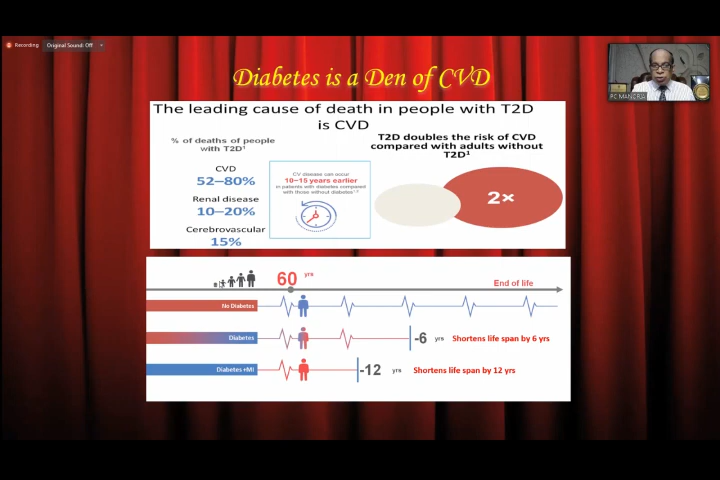 Recording
Original Sound: Off
Diabetes is a Den of CVD
The leading cause of death in people with T2D
is CVD
% of deaths of people
with T2D¹
CVD
52–80%
Renal disease
10–20%
Cerebrovascular
15%
CV disease can occur
10–15 years earlier
in patients with diabetes compared
with those without diabetes
T2D doubles the risk of CVD
compared with adults without
T2D¹
2×
60 yrs
End of life
No Diabetes
Diabetes
-6 yrs Shortens life span by 6 yrs
Diabetes +MI
-12 yrs Shortens life span by 12 yrs